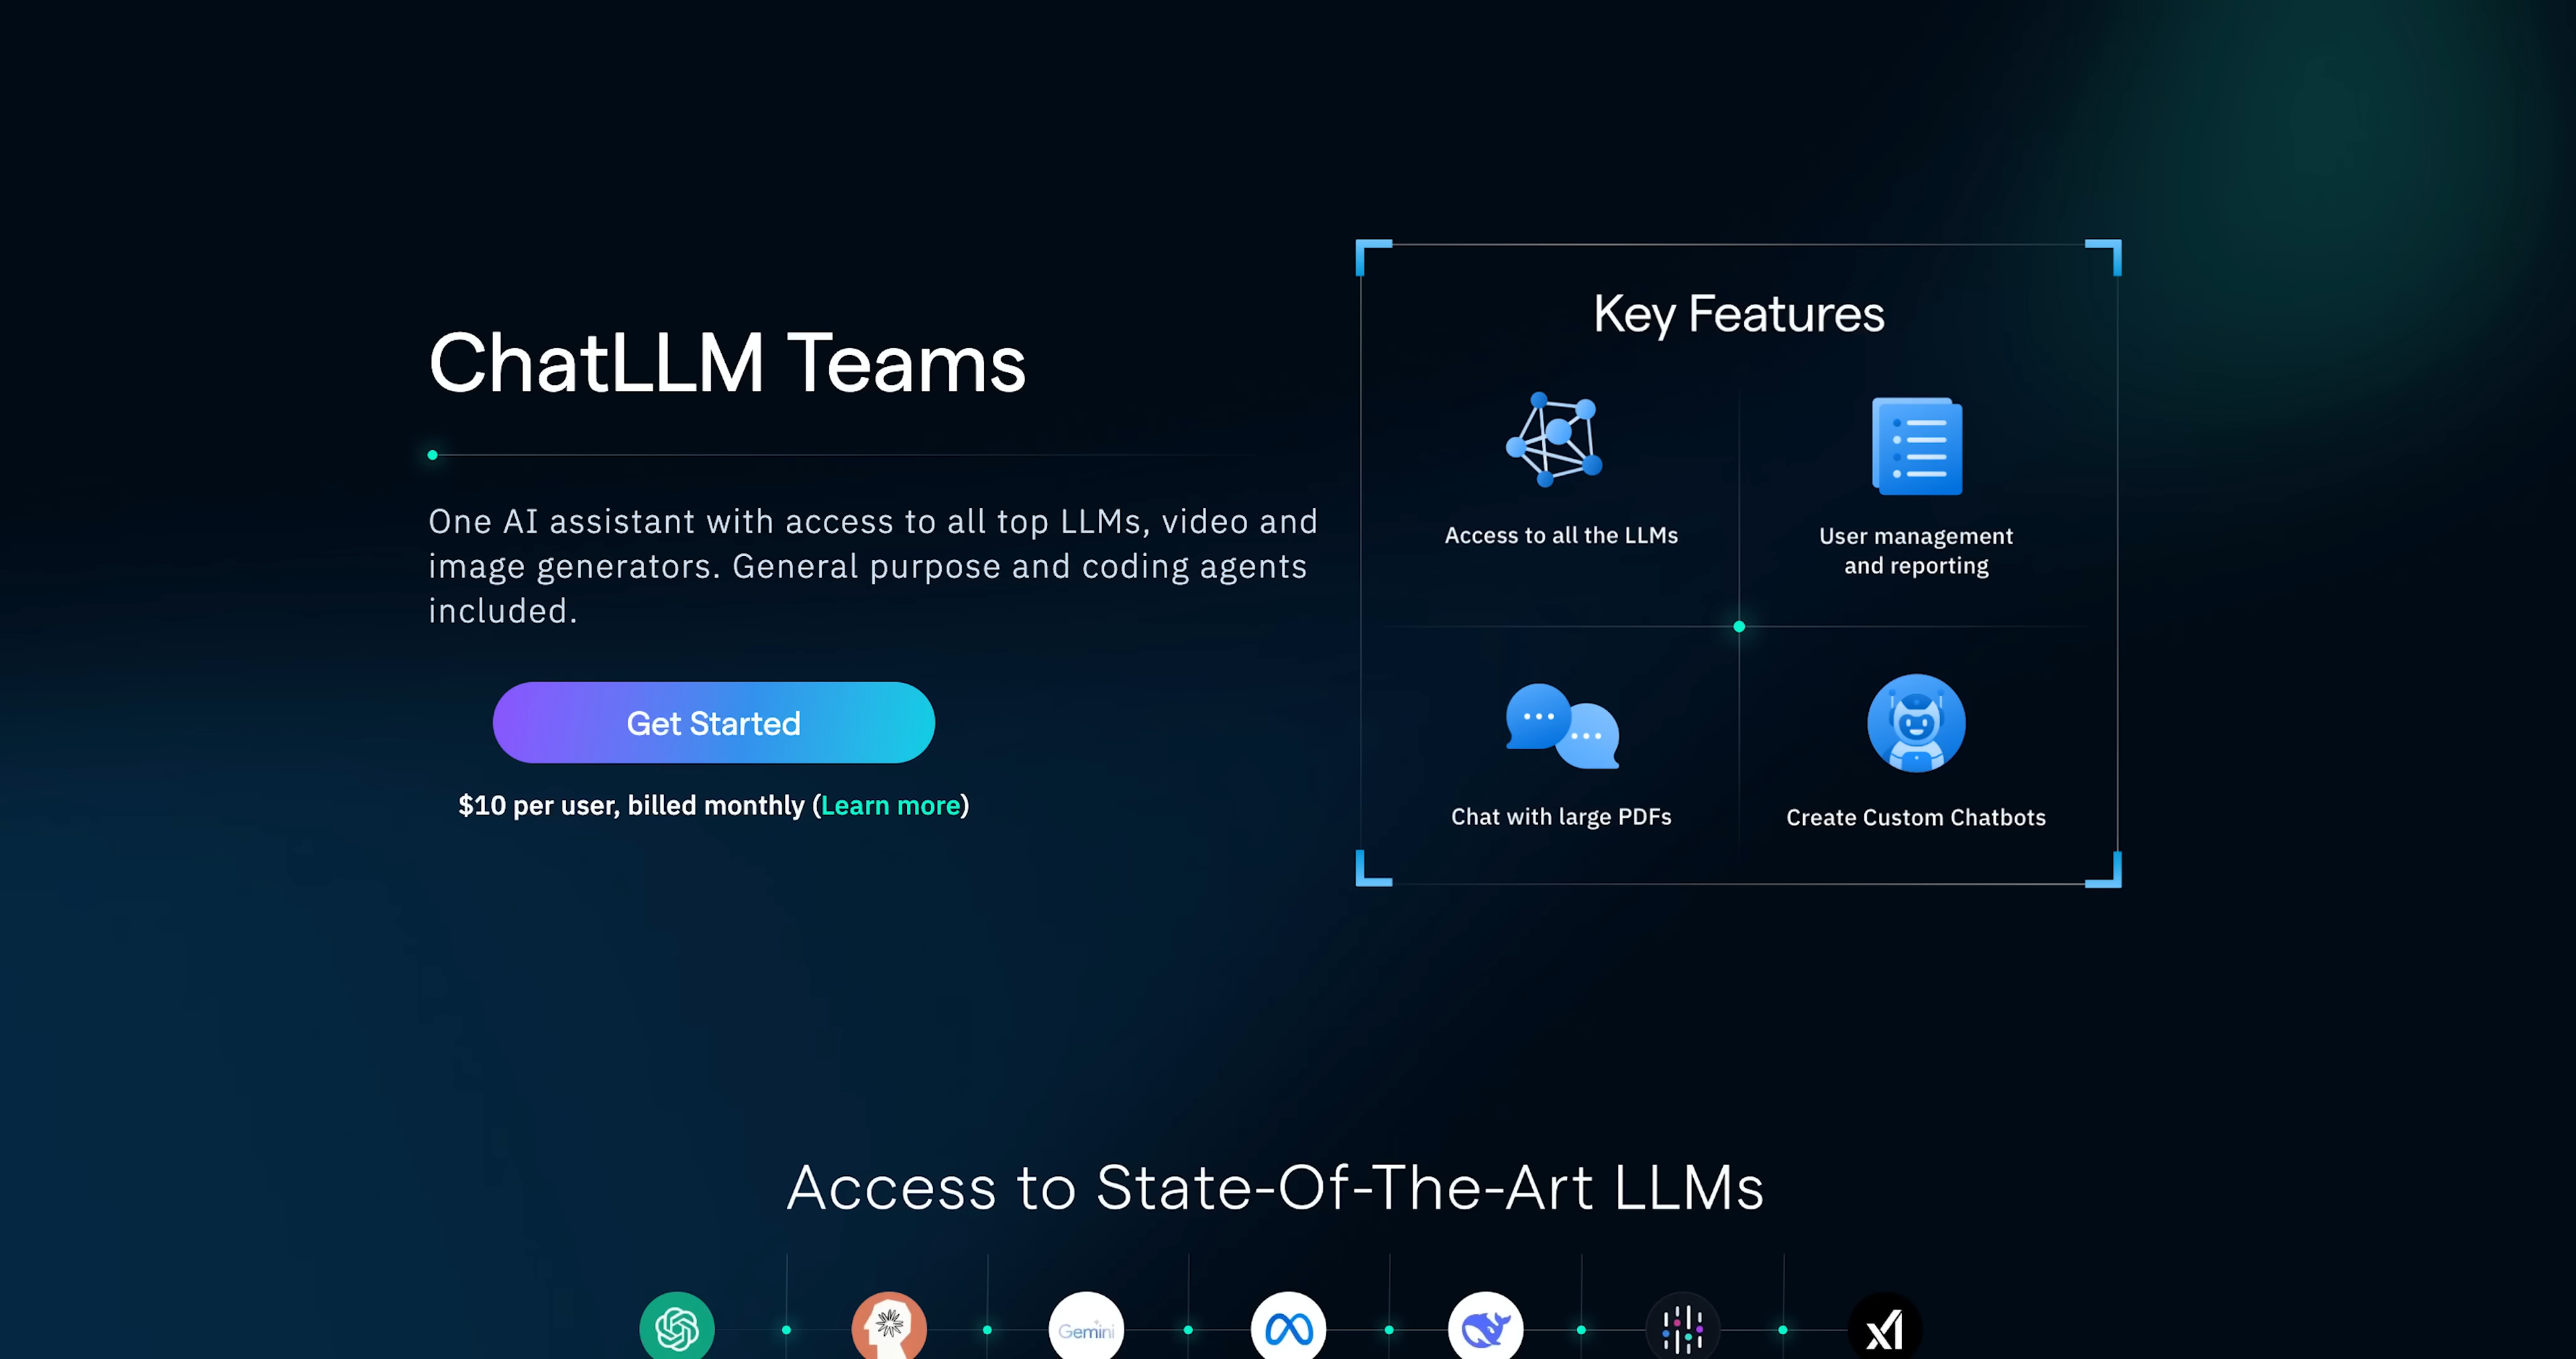 ChatLLM Teams
One AI assistant with access to all top LLMs, video and
image generators. General purpose and coding agents
included.
Get Started
$10 per user, billed monthly (Learn more)
Key Features
Access to all the LLMs
User management
and reporting
Chat with large PDFs
Create Custom Chatbots
Access to State-Of-The-Art LLMs
Gemini